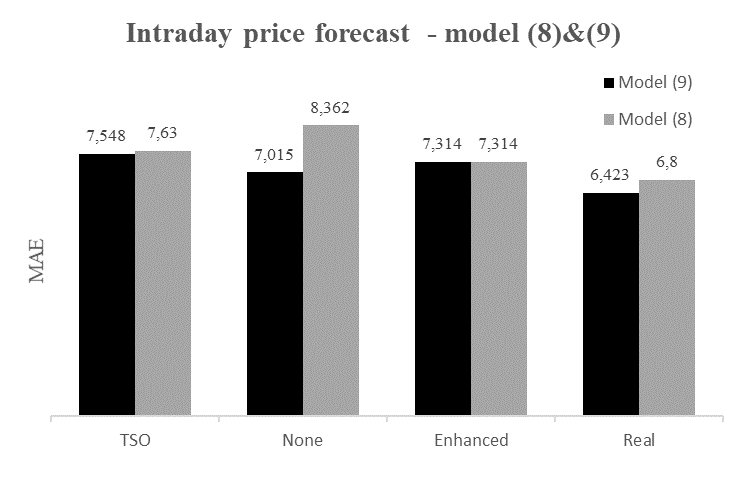 Intraday price forecast - model (8)&(9)
Model (9)
Model (8)
7,548
7,63
7,015
8,362
7,314
7,314
6,423
6,8
MAE
TSO
None
Enhanced
Real